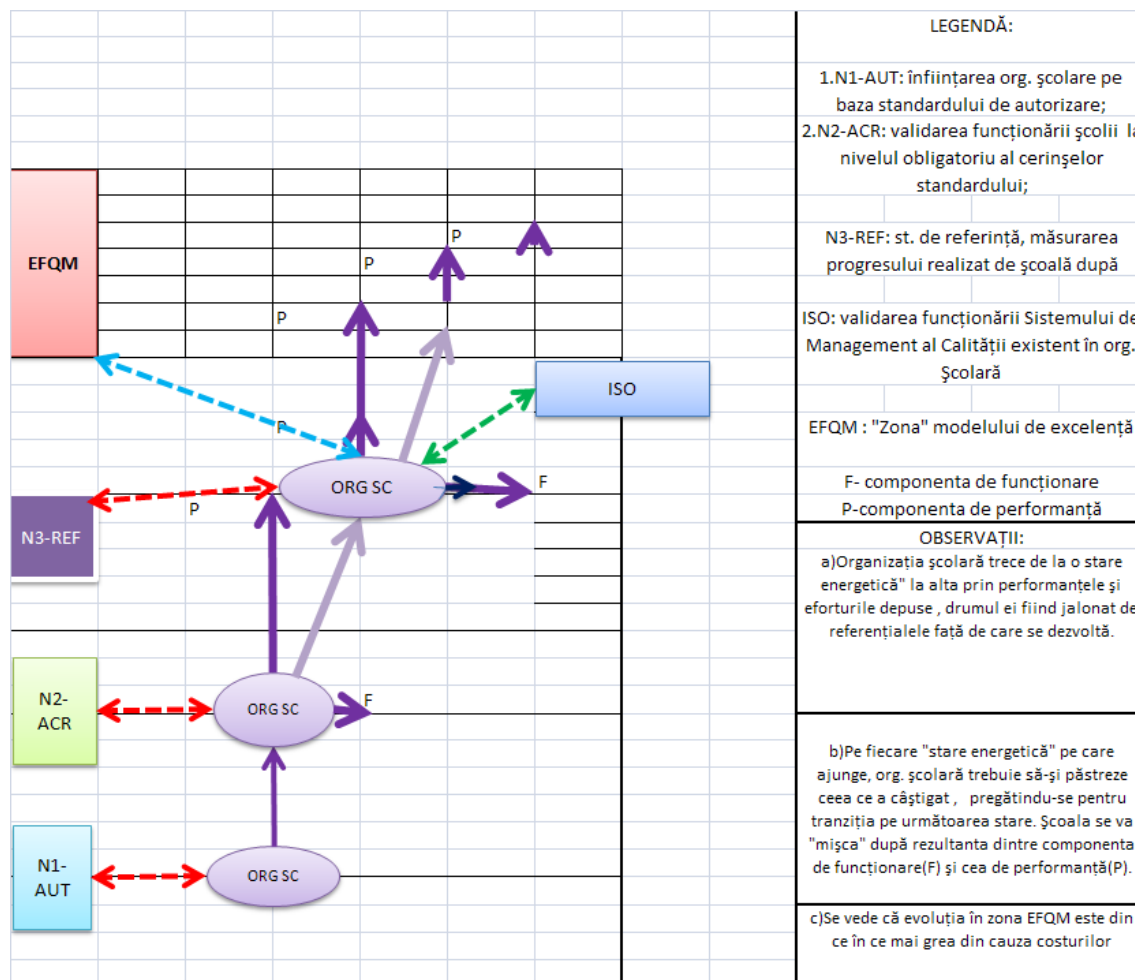 LEGENDĂ:
1.N1-AUT: înființarea org. școlare pe
baza standardului de autorizare;
2.N2-ACR: validarea funcționării școlii la
nivelul obligatoriu al cerinșelor
standardului;
N3-REF: st. de referință, măsurarea
progresului realizat de școală după
ISO: validarea funcționării Sistemului de
Management al Calității existent în org.
Școlară
EFQM : "Zona" modelului de excelență
F- componenta de funcționare
P-componenta de performanță
OBSERVAȚII:
a)Organizația școlară trece de la o stare
energetică" la alta prin performanțele și
eforturile depuse , drumul ei fiind jalonat de
referențialele față de care se dezvoltă.
b)Pe fiecare "stare energetică" pe care
ajunge, org. școlară trebuie să-și păstreze
ceea ce a câștigat , pregătindu-se pentru
tranziția pe următoarea stare. Școala se va
"mișca" după rezultanta dintre componenta
de funcționare(F) și cea de performanță(P).
c)Se vede că evoluția în zona EFQM este din
ce în ce mai grea din cauza costurilor
EFQM
P
P
P
ISO
P
ORG SC
F
P
N3-REF
N2-
ACR
ORG SC
F
N1-
AUT
ORG SC